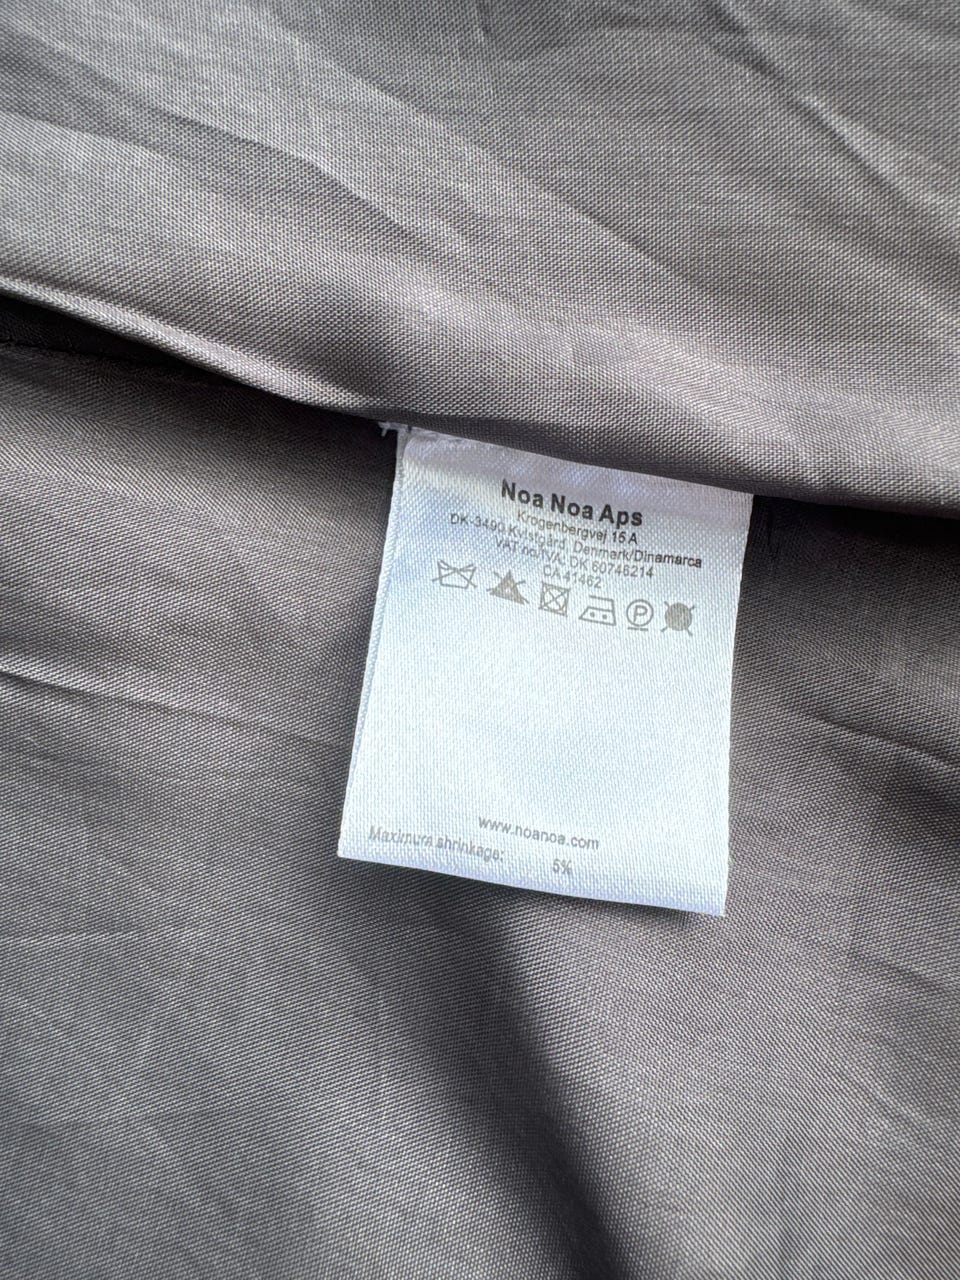 Noa Noa Aps
Krogenbergvej 15 A
DK-3490 Kvistgård, Denmark/Dinamarca
VAT no/IVA: DK 60746214
CA 41462
P
www.noanoa.com
Maximum shrinkage: 5%